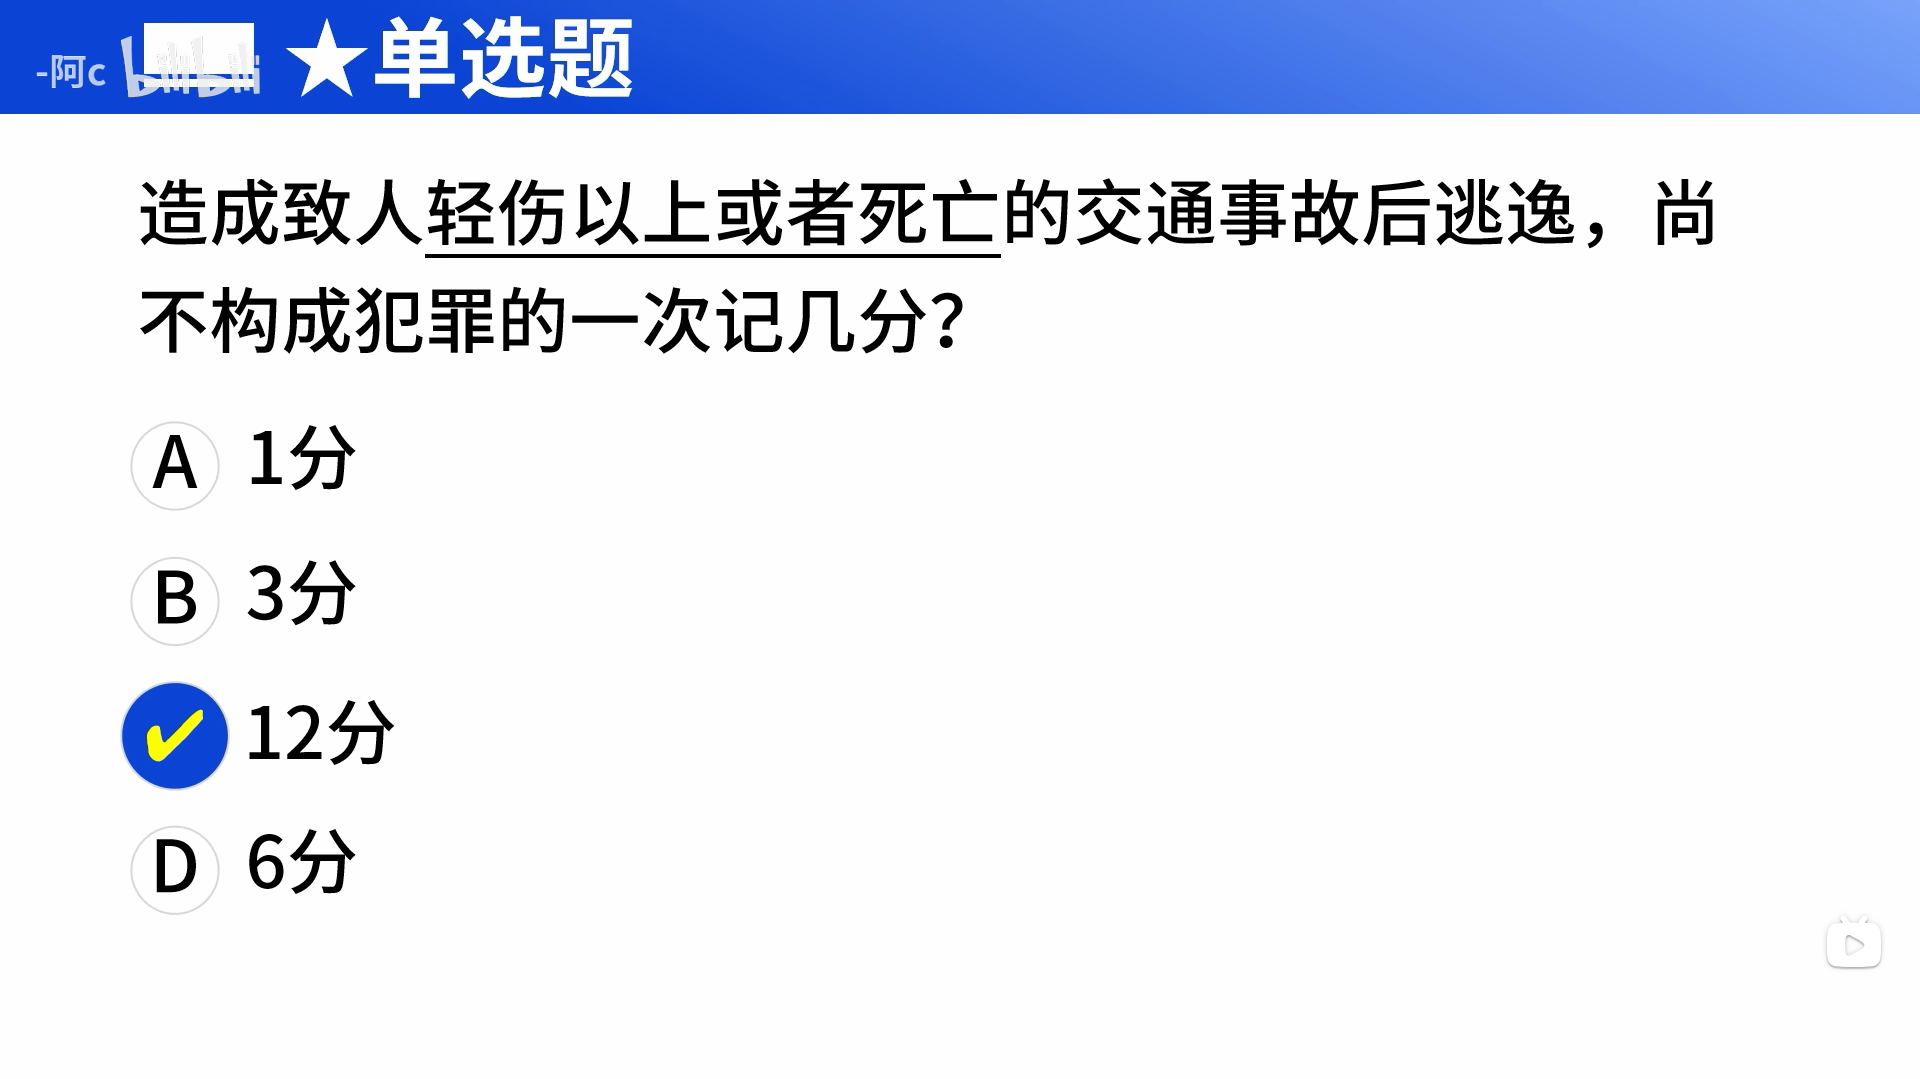 -阿c bilibili ★单选题
造成致人轻伤以上或者死亡的交通事故后逃逸，尚
不构成犯罪的一次记几分？
A 1分
B 3分
✔ 12分
D 6分